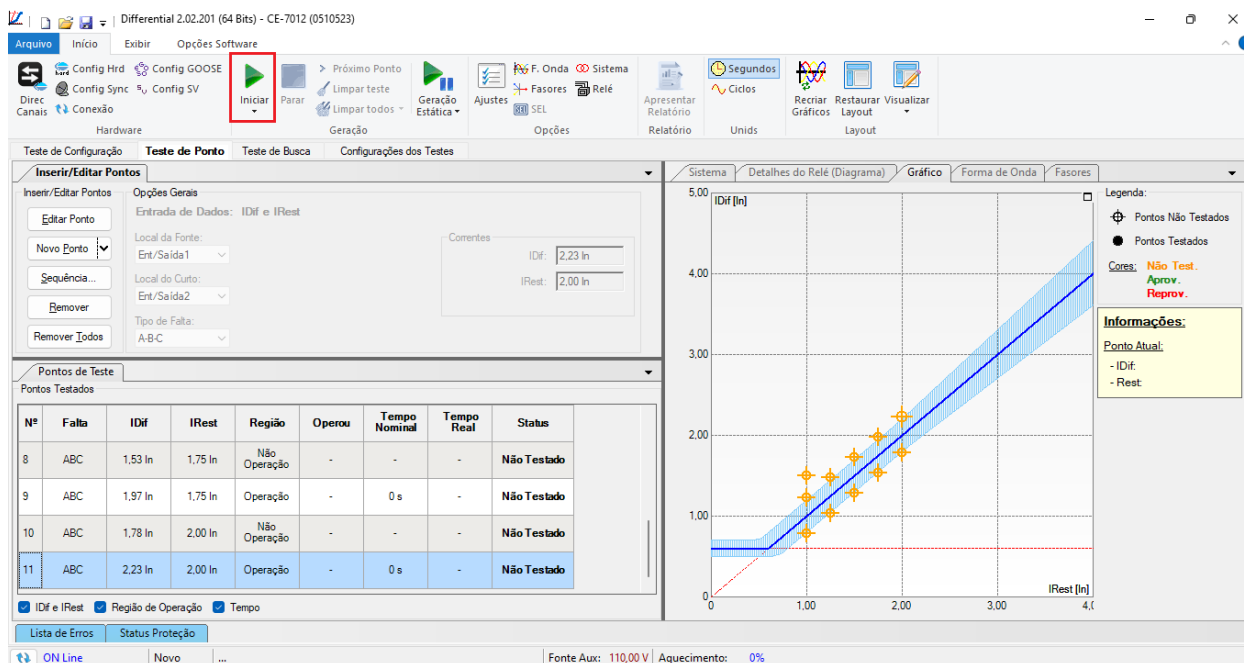 Differential 2.02.201 (64 Bits) - CE-7012 (0510523)
Arquivo Início Exibir Opções Software
Direc Canais
Config Hrd
Config Sync
Conexão
Config GOOSE
Config SV
Hardware
Iniciar
Parar
Próximo Ponto
Limpar teste
Limpar todos
Geração Estática
Geração
Ajustes
F. Onda
Fasores
SEL
Sistema
Relé
Opções
Apresentar Relatório
Relatório
Segundos
Ciclos
Unids
Recriar Gráficos
Restaurar Layout
Visualizar
Layout
Teste de Configuração Teste de Ponto Teste de Busca Configurações dos Testes
Inserir/Editar Pontos
Inserir/Editar Pontos
Editar Ponto
Novo Ponto
Sequência...
Remover
Remover Todos
Opções Gerais
Entrada de Dados: IDif e IRest
Local da Fonte:
Ent/Saída1
Local do Curto:
Ent/Saída2
Tipo de Falta:
A-B-C
Correntes
IDif: 2,23 In
IRest: 2,00 In
Pontos de Teste
Pontos Testados
Nº Falta IDif IRest Região Operou Tempo Nominal Tempo Real Status
8 ABC 1,53 In 1,75 In Não Operação - - - Não Testado
9 ABC 1,97 In 1,75 In Operação - 0 s - Não Testado
10 ABC 1,78 In 2,00 In Não Operação - - - Não Testado
11 ABC 2,23 In 2,00 In Operação - 0 s - Não Testado
IDif e IRest Região de Operação Tempo
Lista de Erros Status Proteção
Sistema Detalhes do Relé (Diagrama) Gráfico Forma de Onda Fasores
IDif [In]
5,00
4,00
3,00
2,00
1,00
0
0 1,00 2,00 3,00 4,0
IRest [In]
Legenda:
Pontos Não Testados
Pontos Testados
Cores: Não Test.
Aprov.
Reprov.
Informações:
Ponto Atual:
- IDif:
- Rest:
ON Line Novo ... Fonte Aux: 110,00 V Aquecimento: 0%